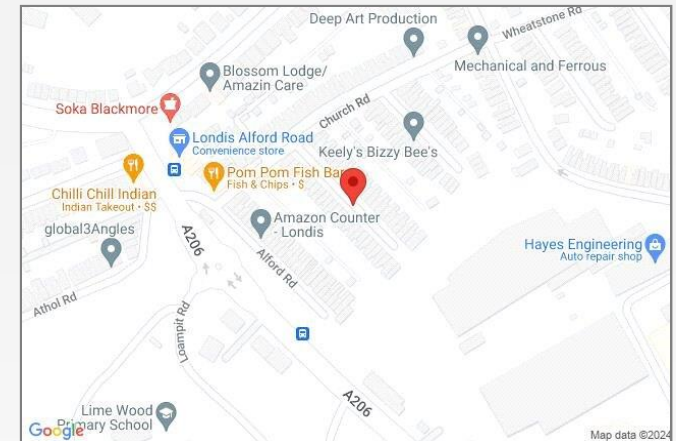 Deep Art Production
Wheatstone Rd
Mechanical and Ferrous
Blossom Lodge/
Amazin Care
Soka Blackmore
Church Rd
Londis Alford Road
Convenience store
Keely's Bizzy Bee's
Pom Pom Fish Bar
Fish & Chips • $
Chilli Chill Indian
Indian Takeout • $$
Amazon Counter
- Londis
global3Angles
A206
Hayes Engineering
Auto repair shop
Alford Rd
Athol Rd
Loampit Rd
A206
Lime Wood
Primary School
Google
Map data ©2024